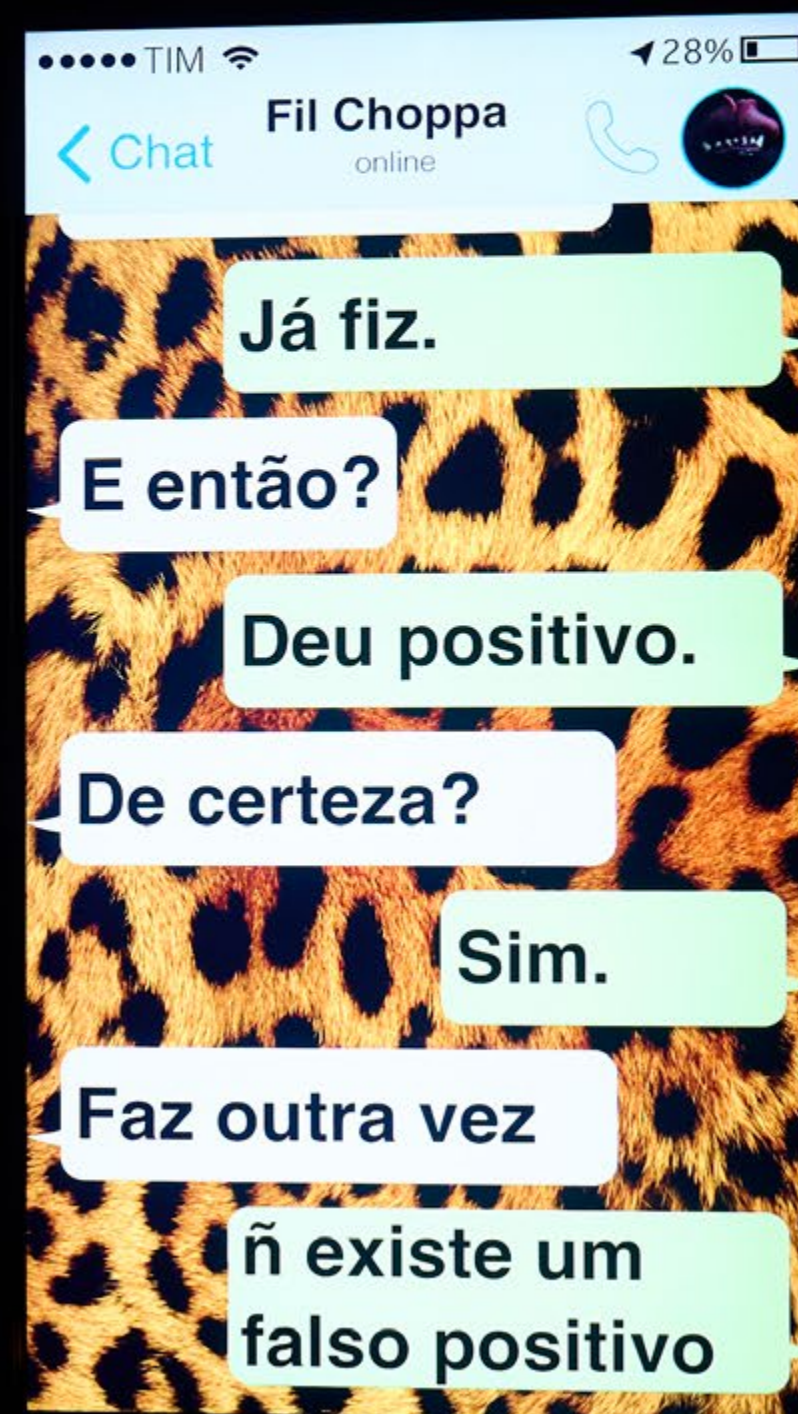 TIM 28%
Chat Fil Choppa
online
Já fiz.
E então?
Deu positivo.
De certeza?
Sim.
Faz outra vez
ñ existe um
falso positivo